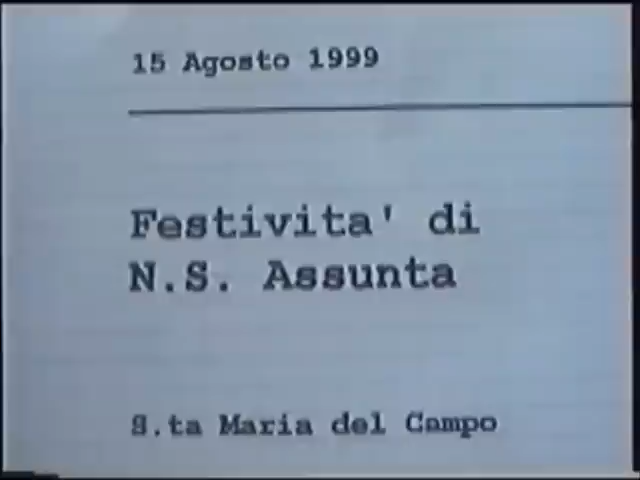 15 Agosto 1999
Festivita' di
N.S. Assunta
S.ta Maria del Campo